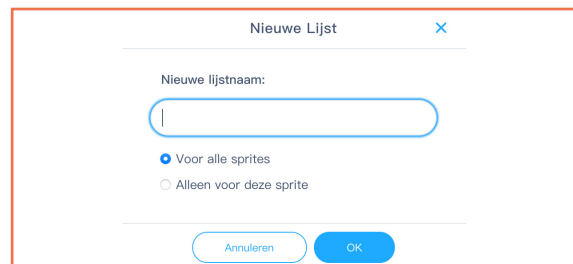 Nieuwe Lijst
Nieuwe lijstnaam:
Voor alle sprites
Alleen voor deze sprite
Annuleren OK